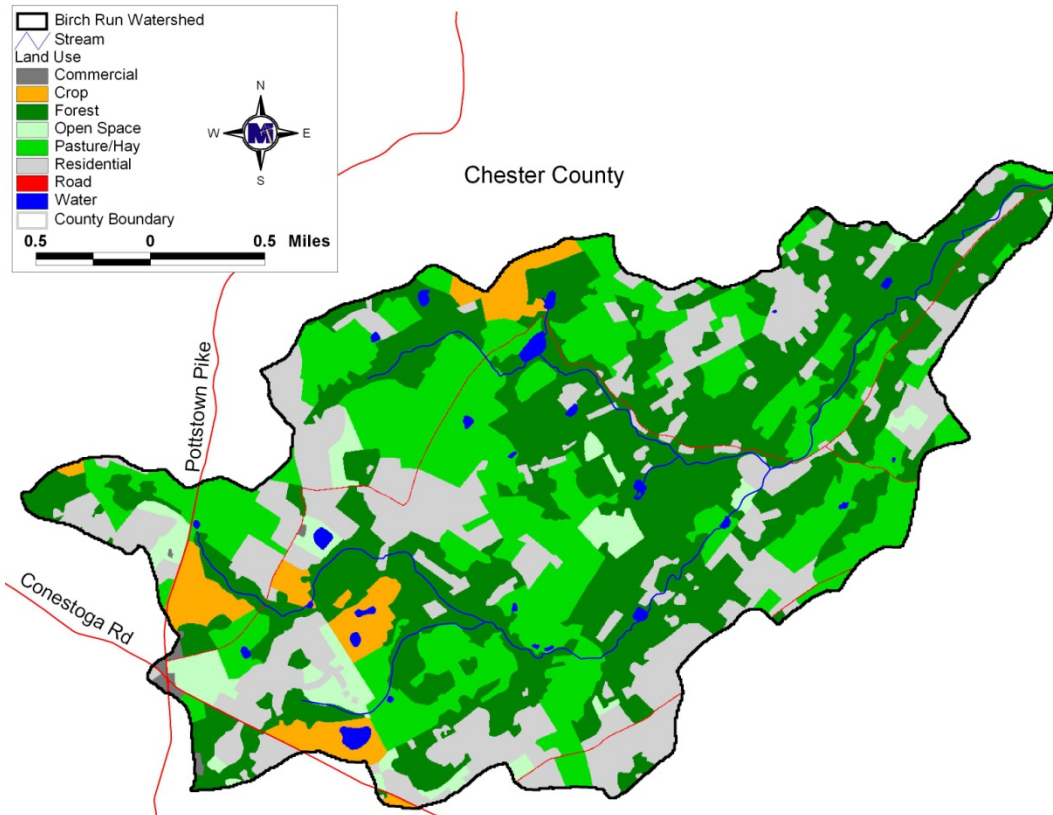 Birch Run Watershed
Stream
Land Use
Commercial
Crop
Forest
Open Space
Pasture/Hay
Residential
Road
Water
County Boundary
0.5 0 0.5 Miles
N
W E
S
Chester County
Pottstown Pike
Conestoga Rd